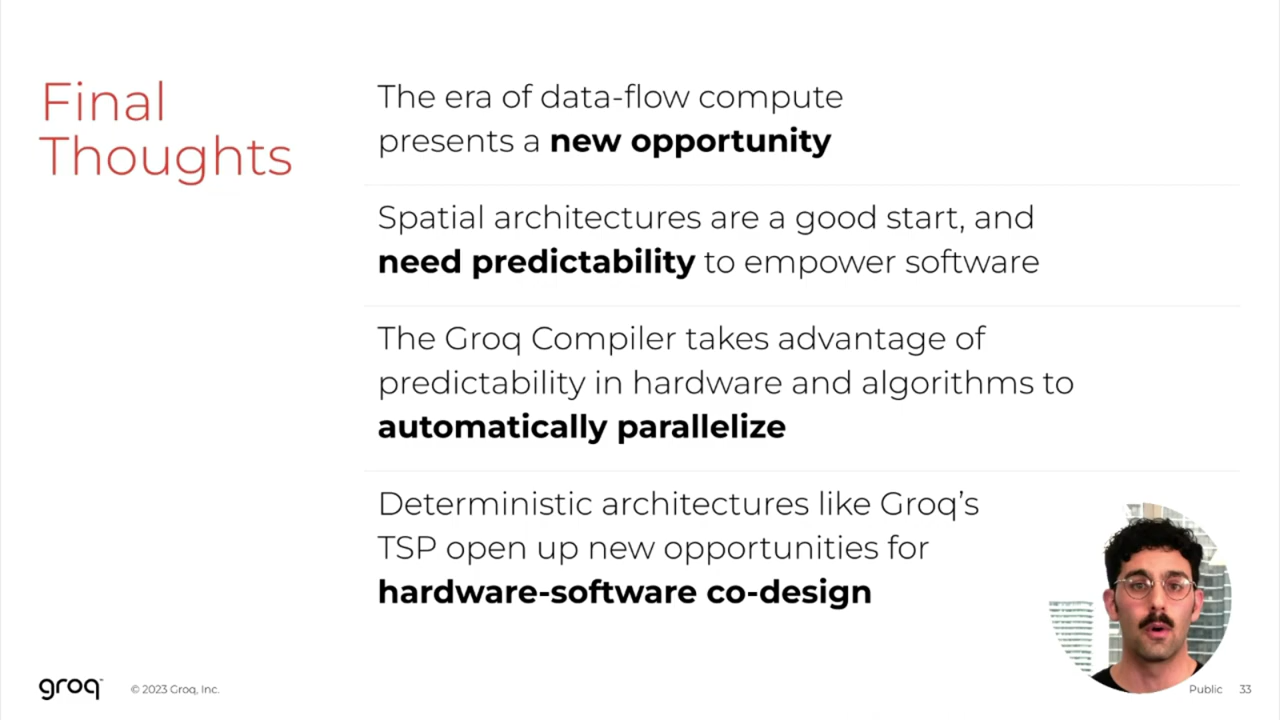 Final
Thoughts
The era of data-flow compute
presents a new opportunity
Spatial architectures are a good start, and
need predictability to empower software
The Groq Compiler takes advantage of
predictability in hardware and algorithms to
automatically parallelize
Deterministic architectures like Groq’s
TSP open up new opportunities for
hardware-software co-design
groq™
© 2023 Groq, Inc.
Public 33